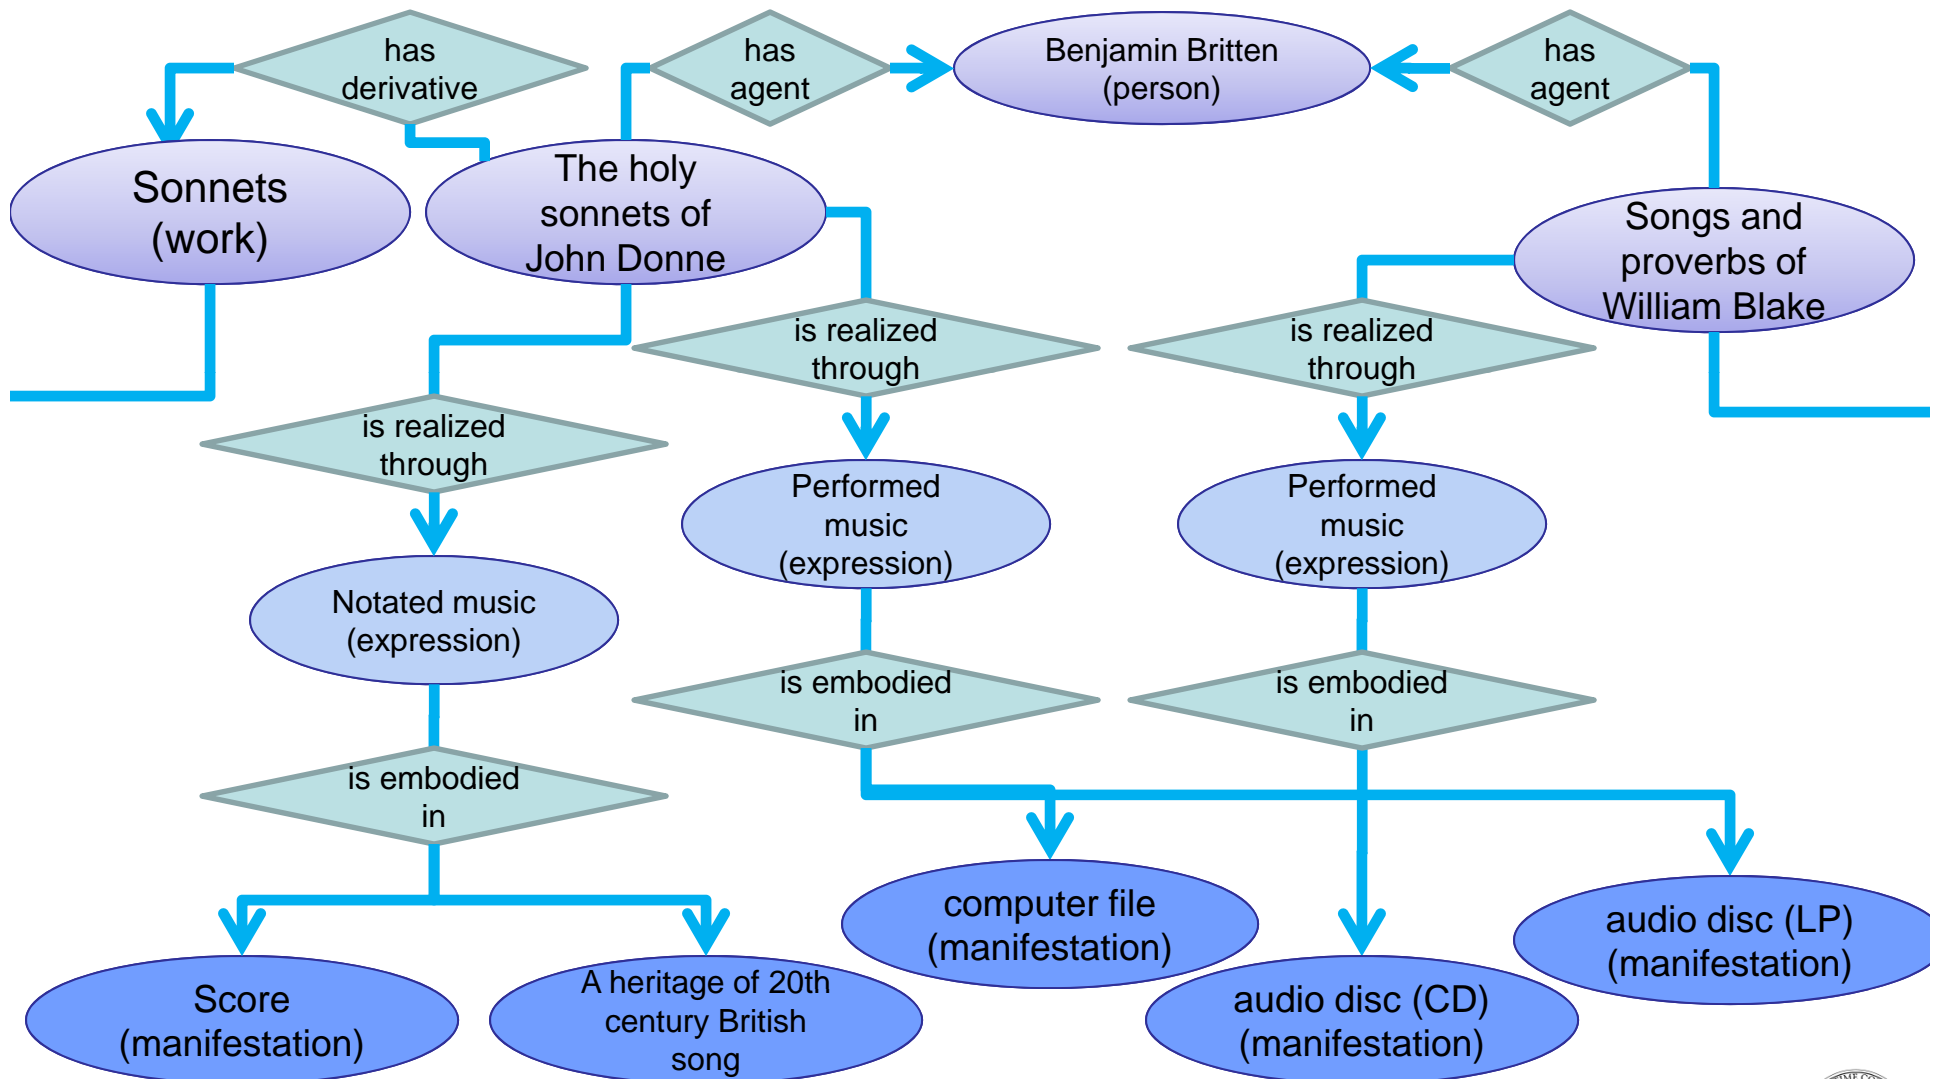 has
derivative
has
agent
Benjamin Britten
(person)
has
agent
Sonnets
(work)
The holy
sonnets of
John Donne
Songs and
proverbs of
William Blake
is realized
through
is realized
through
is realized
through
Performed
music
(expression)
Performed
music
(expression)
Notated music
(expression)
is embodied
in
is embodied
in
is embodied
in
computer file
(manifestation)
audio disc (LP)
(manifestation)
Score
(manifestation)
A heritage of 20th
century British
song
audio disc (CD)
(manifestation)